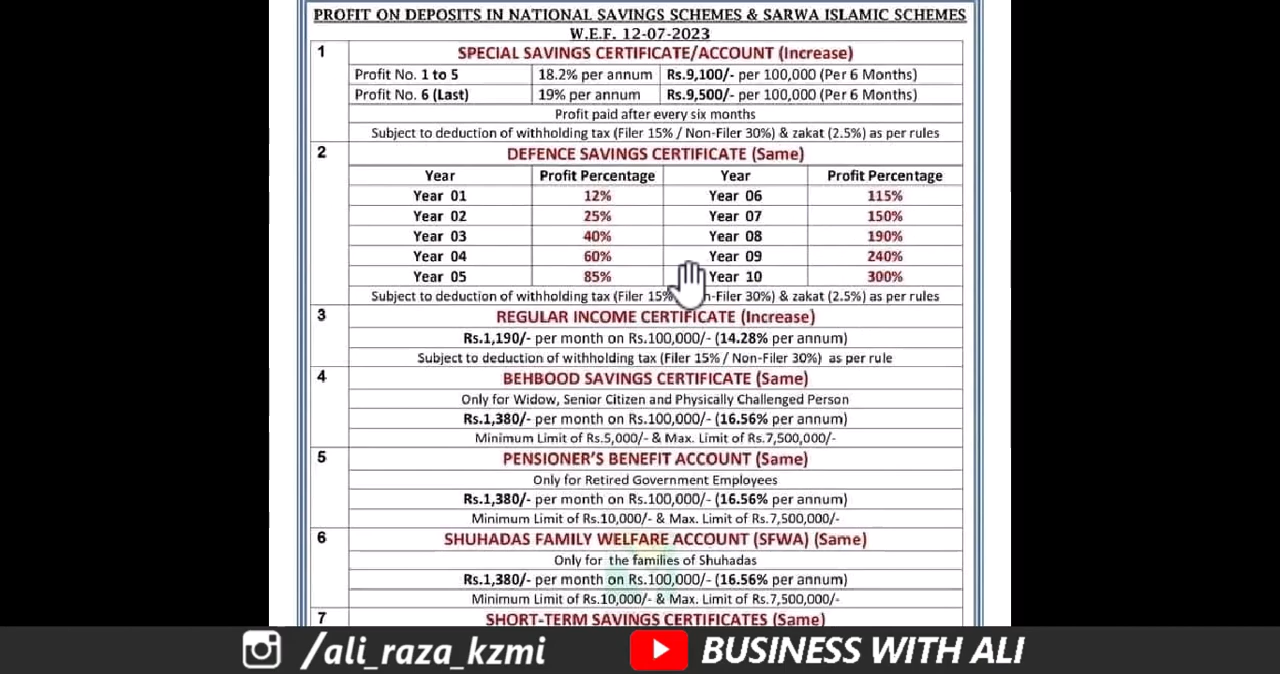 PROFIT ON DEPOSITS IN NATIONAL SAVINGS SCHEMES & SARWA ISLAMIC SCHEMES
W.E.F. 12-07-2023
1 SPECIAL SAVINGS CERTIFICATE/ACCOUNT (Increase)
Profit No. 1 to 5 18.2% per annum Rs.9,100/- per 100,000 (Per 6 Months)
Profit No. 6 (Last) 19% per annum Rs.9,500/- per 100,000 (Per 6 Months)
Profit paid after every six months
Subject to deduction of withholding tax (Filer 15% / Non-Filer 30%) & zakat (2.5%) as per rules
2 DEFENCE SAVINGS CERTIFICATE (Same)
Year Profit Percentage Year Profit Percentage
Year 01 12% Year 06 115%
Year 02 25% Year 07 150%
Year 03 40% Year 08 190%
Year 04 60% Year 09 240%
Year 05 85% Year 10 300%
Subject to deduction of withholding tax (Filer 15% n-Filer 30%) & zakat (2.5%) as per rules
3 REGULAR INCOME CERTIFICATE (Increase)
Rs.1,190/- per month on Rs.100,000/- (14.28% per annum)
Subject to deduction of withholding tax (Filer 15% / Non-Filer 30%) as per rule
4 BEHBOOD SAVINGS CERTIFICATE (Same)
Only for Widow, Senior Citizen and Physically Challenged Person
Rs.1,380/- per month on Rs.100,000/- (16.56% per annum)
Minimum Limit of Rs.5,000/- & Max. Limit of Rs.7,500,000/-
5 PENSIONER'S BENEFIT ACCOUNT (Same)
Only for Retired Government Employees
Rs.1,380/- per month on Rs.100,000/- (16.56% per annum)
Minimum Limit of Rs.10,000/- & Max. Limit of Rs.7,500,000/-
6 SHUHADAS FAMILY WELFARE ACCOUNT (SFWA) (Same)
Only for the families of Shuhadas
Rs.1,380/- per month on Rs.100,000/- (16.56% per annum)
Minimum Limit of Rs.10,000/- & Max. Limit of Rs.7,500,000/-
7 SHORT-TERM SAVINGS CERTIFICATES (Same)
/ali_raza_kzmi BUSINESS WITH ALI